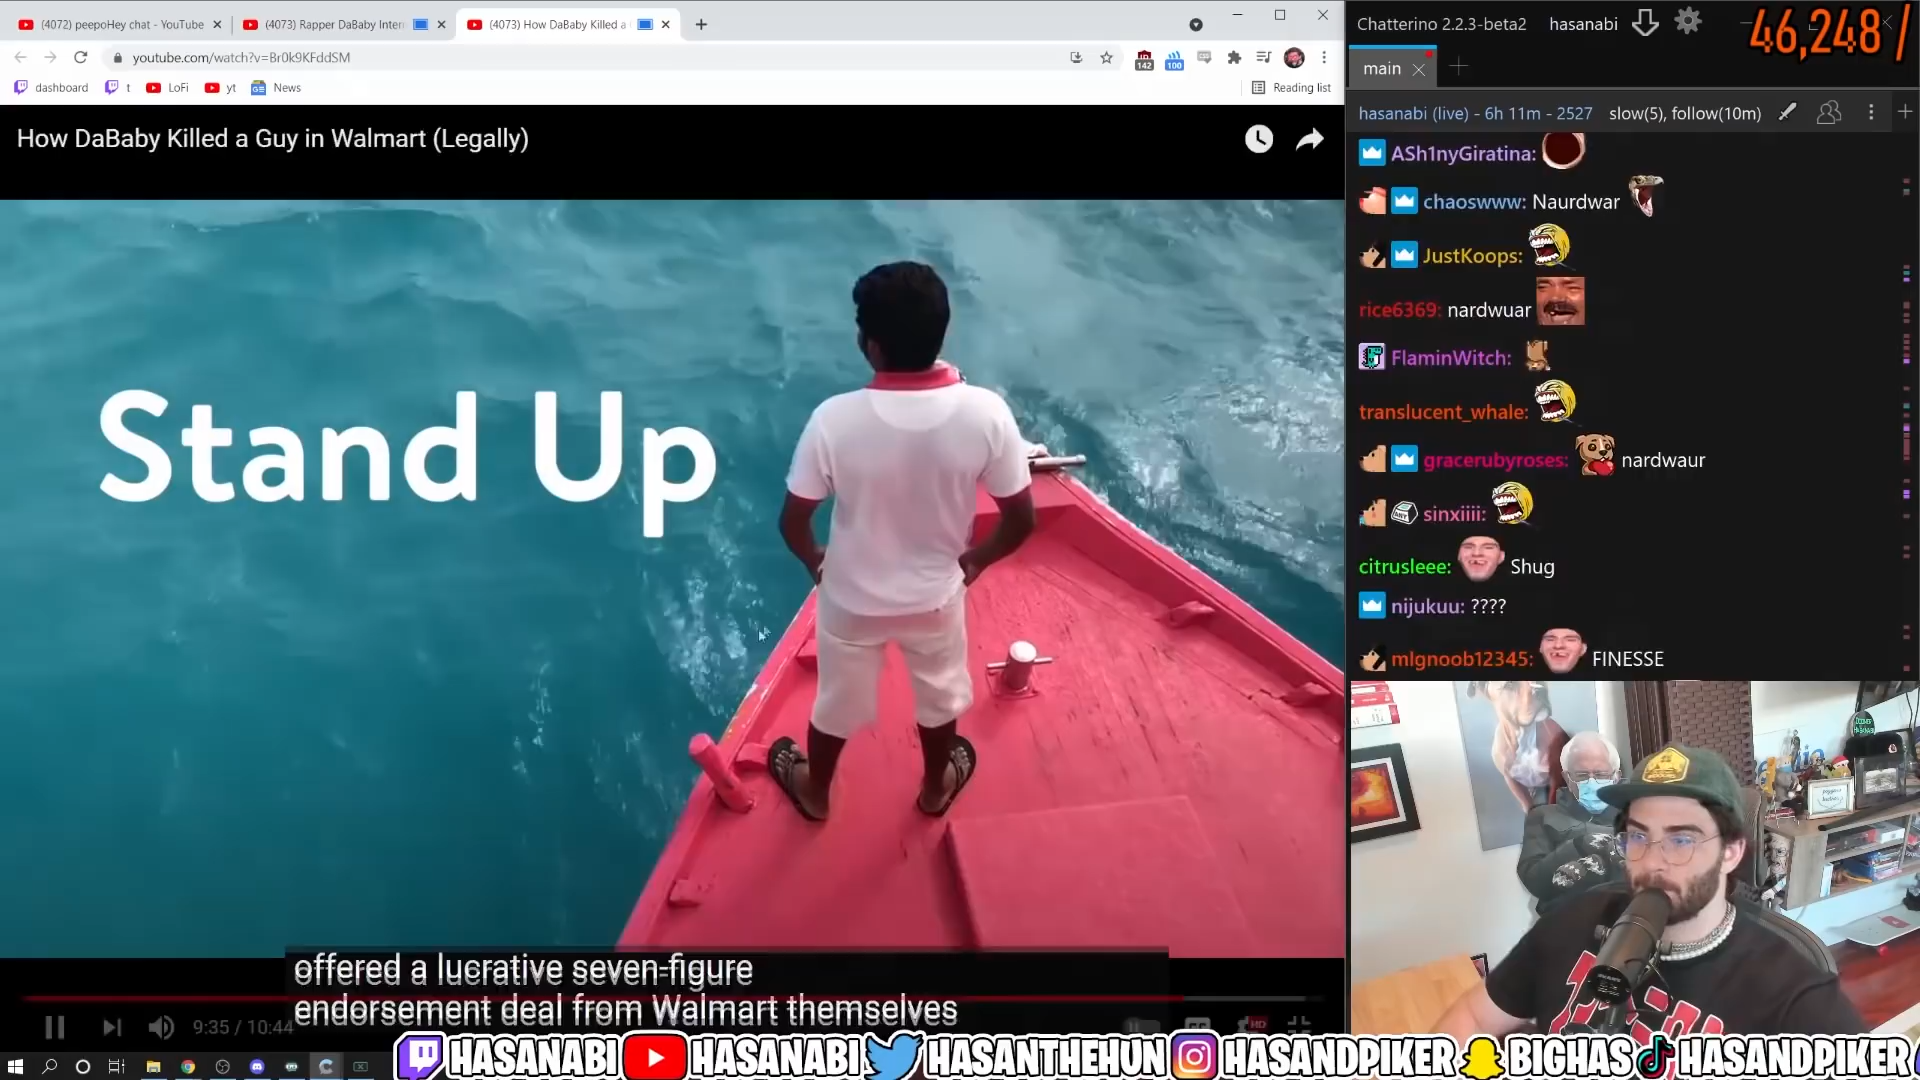 (4072) peepoHey chat - YouTube
(4073) Rapper DaBaby Inter
(4073) How DaBaby Killed a
youtube.com/watch?v=Br0k9KFddSM
142
100
dashboard
t
LoFi
yt
News
Reading list
How DaBaby Killed a Guy in Walmart (Legally)
Stand Up
offered a lucrative seven-figure
endorsement deal from Walmart themselves
9:35 / 10:44
HD
Chatterino 2.2.3-beta2
hasanabi
46,248 /
main
hasanabi (live) - 6h 11m - 2527
slow(5), follow(10m)
ASh1nyGiratina:
chaoswww: Naurdwar
JustKoops:
rice6369: nardwuar
FlaminWitch:
translucent_whale:
gracerubyroses: nardwaur
sinxiiii:
citrusleee: Shug
nijukuu: ????
mlgnoob12345: FINESSE
HASANABI HASANABI HASANTHEHUN HASANDPIKER BIGHAS HASANDPIKER